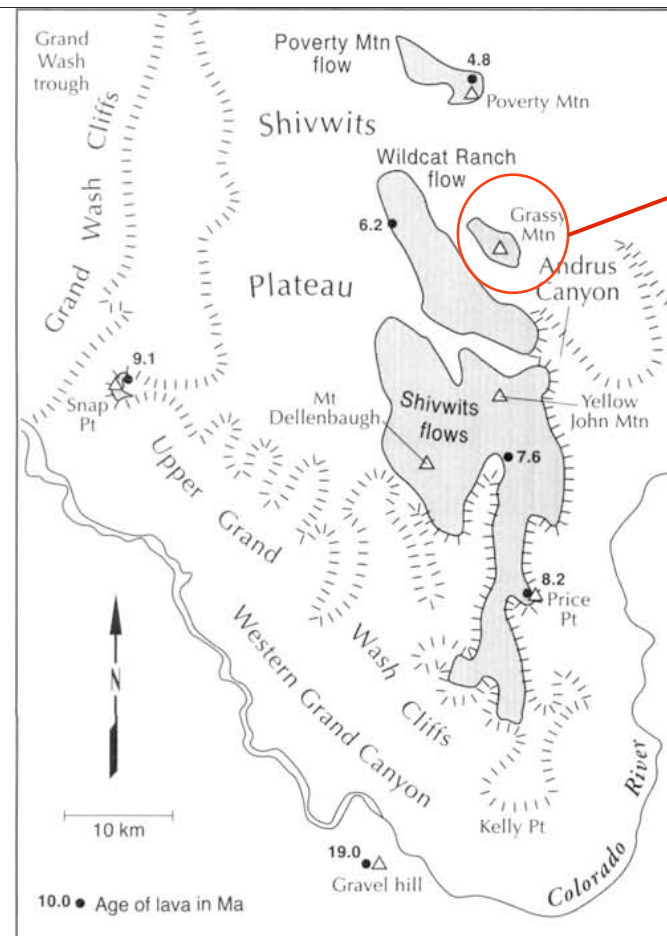 Grand
Wash
trough
Poverty Mtn
flow
4.8
Poverty Mtn
Grand Wash Cliffs
Shivwits
Wildcat Ranch
flow
6.2
Grassy
Mtn
Plateau
Andrus
Canyon
9.1
Snap
Pt
Mt
Dellenbaugh
Shivwits
flows
Yellow
John Mtn
7.6
Upper Grand
Wash Cliffs
8.2
Price
Pt
Western Grand Canyon
N
10 km
Kelly Pt
Colorado River
19.0
Gravel hill
10.0 Age of lava in Ma